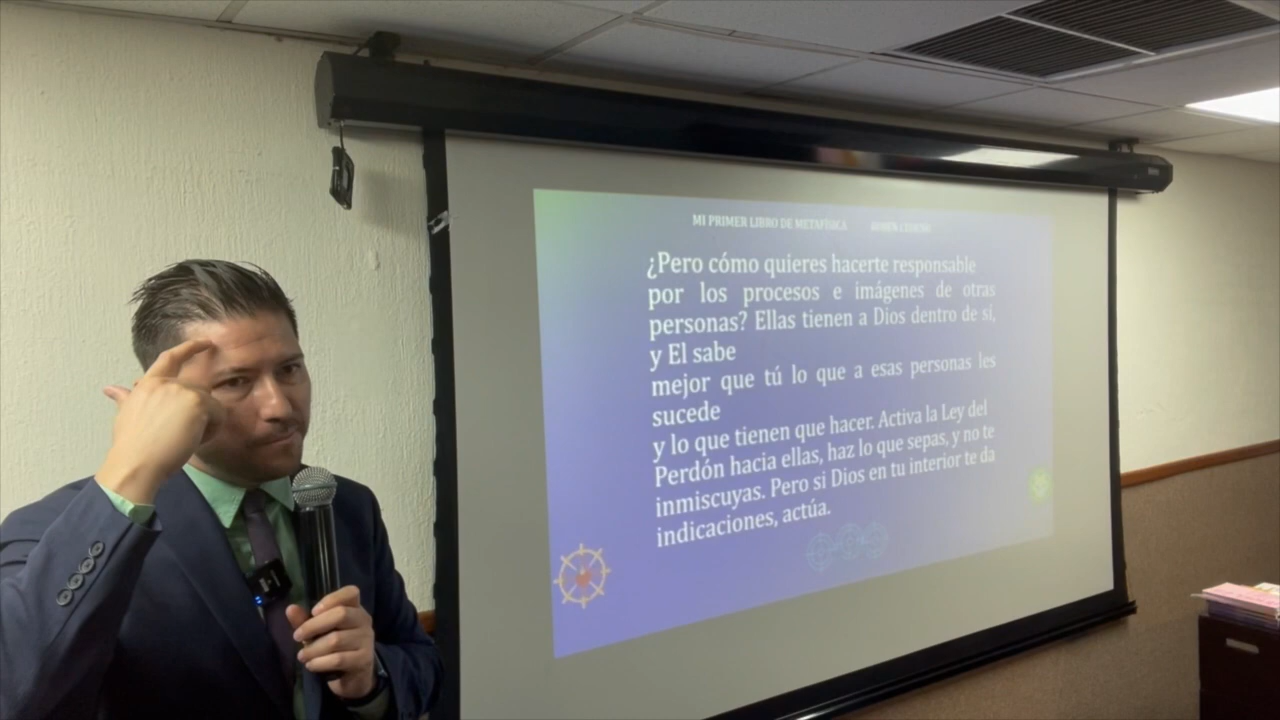 MI PRIMER LIBRO DE METAFÍSICA
¿Pero cómo quieres hacerte responsable
por los procesos e imágenes de otras
personas? Ellas tienen a Dios dentro de sí,
y El sabe
mejor que tú lo que a esas personas les
sucede
y lo que tienen que hacer. Activa la Ley del
Perdón hacia ellas, haz lo que sepas, y no te
inmiscuyas. Pero si Dios en tu interior te da
indicaciones, actúa.